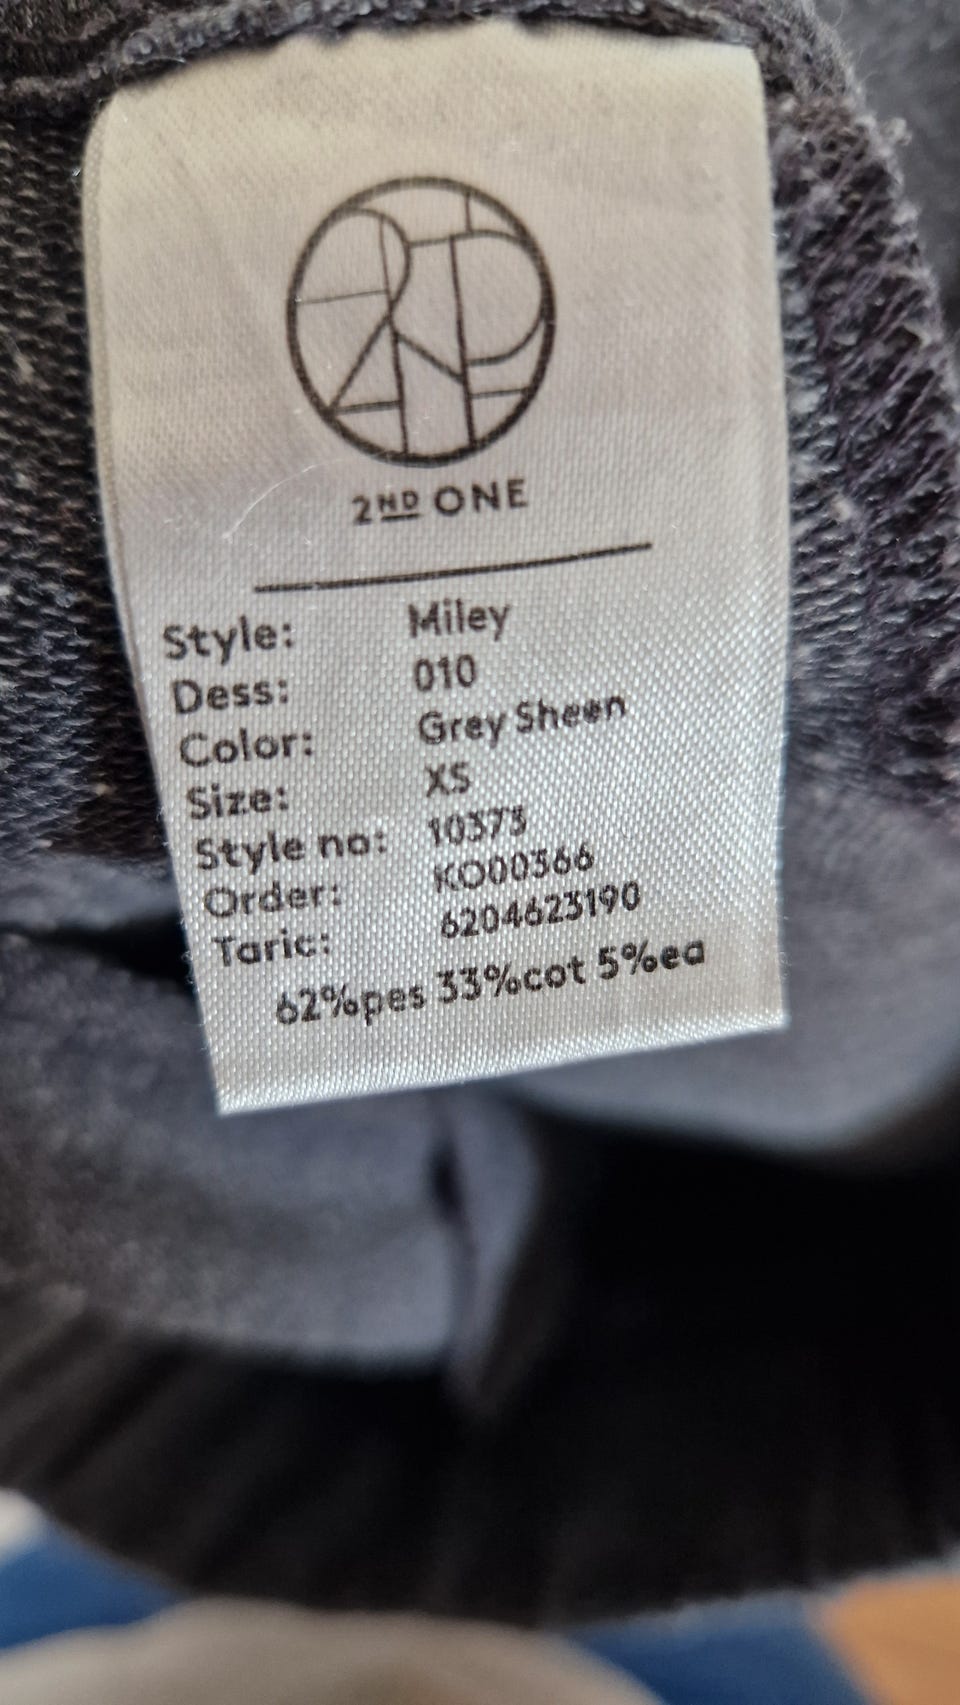 2ND ONE
Style: Miley
Dess: 010
Color: Grey Sheen
Size: XS
Style no: 10373
Order: KO00366
Taric: 6204623190
62%pes 33%cot 5%ea